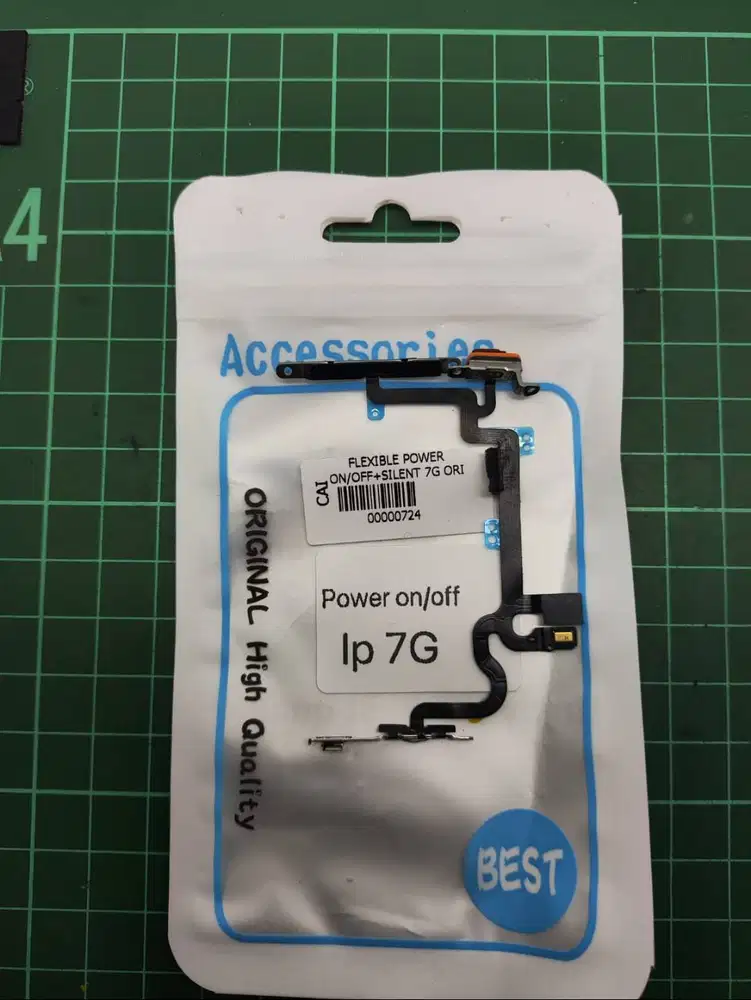 ®
A4
Accessories
FLEXIBLE POWER
ON/OFF+SILENT 7G ORI
CAI
00000724
Power on/off
Ip 7G
ORIGINAL High Quality
BEST